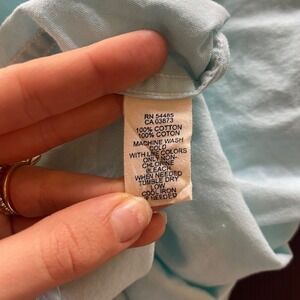 RN 54485
CA 03873
100% COTTON
100% COTON
MACHINE WASH
COLD
WITH LIKE COLORS
ONLY NON-
CHLORINE
BLEACH
WHEN NEEDED
TUMBLE DRY
LOW
COOL IRON
IF NEEDED